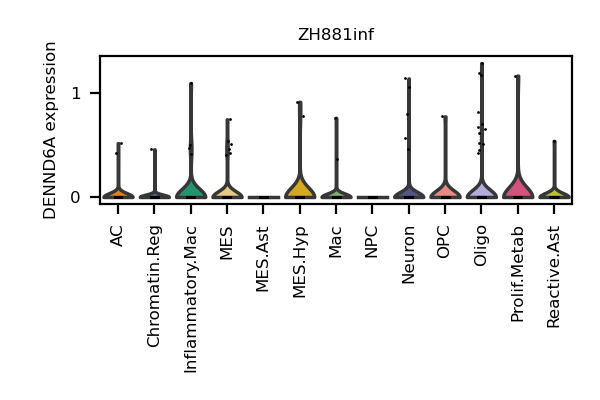 ZH881inf
DENND6A expression
1
0
AC
Chromatin.Reg
Inflammatory.Mac
MES
MES.Ast
MES.Hyp
Mac
NPC
Neuron
OPC
Oligo
Prolif.Metab
Reactive.Ast